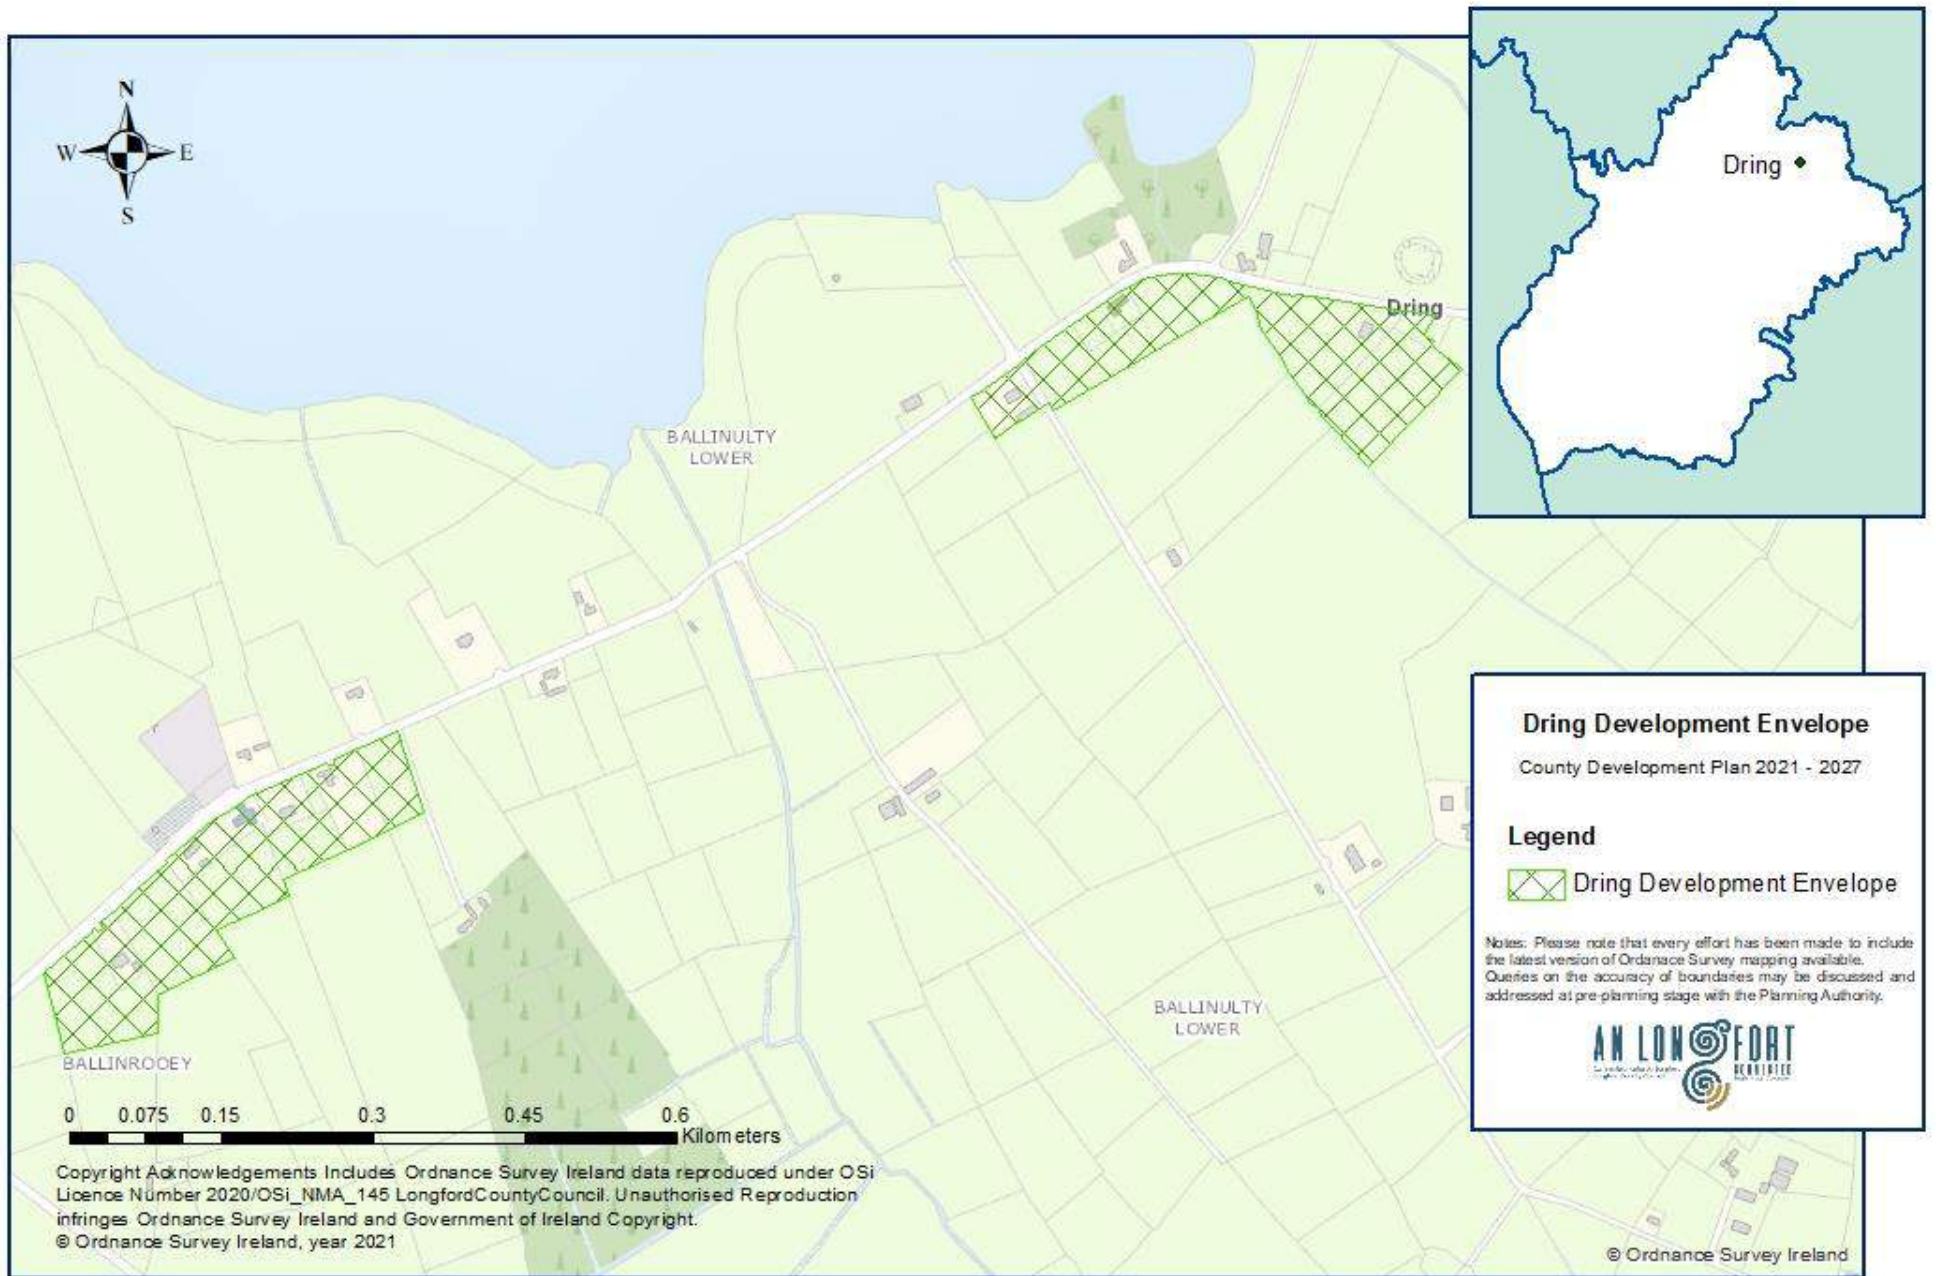 N
W E
S
Dring
Dring
BALLINULTY
LOWER
Dring Development Envelope
County Development Plan 2021 - 2027
Legend
Dring Development Envelope
Notes: Please note that every effort has been made to include
the latest version of Ordanace Survey mapping available.
Queries on the accuracy of boundaries may be discussed and
addressed at pre-planning stage with the Planning Authority.
AN LONGFORT
BALLINULTY
LOWER
BALLINROOEY
0 0.075 0.15 0.3 0.45 0.6
Kilometers
Copyright Acknowledgements Includes Ordnance Survey Ireland data reproduced under OSi
Licence Number 2020/OSi_NMA_145 LongfordCountyCouncil. Unauthorised Reproduction
infringes Ordnance Survey Ireland and Government of Ireland Copyright.
© Ordnance Survey Ireland, year 2021
© Ordnance Survey Ireland